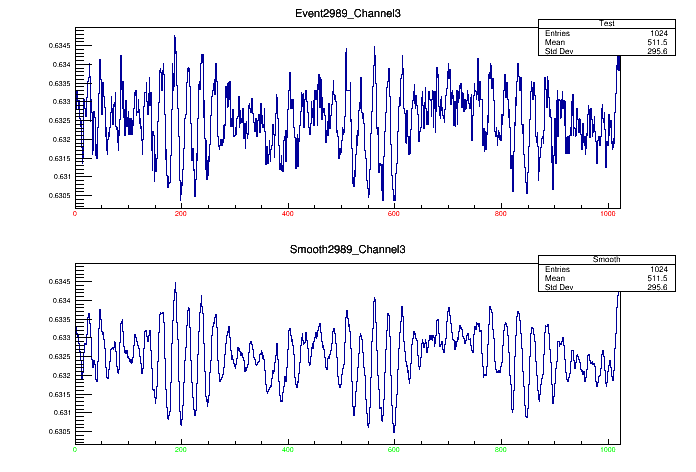 Event2989_Channel3
Test
Entries 1024
Mean 511.5
Std Dev 295.6
0.6345
0.634
0.6335
0.633
0.6325
0.632
0.6315
0.631
0.6305
0 200 400 600 800 1000
Smooth2989_Channel3
Smooth
Entries 1024
Mean 511.5
Std Dev 295.6
0.6345
0.634
0.6335
0.633
0.6325
0.632
0.6315
0.631
0.6305
0 200 400 600 800 1000